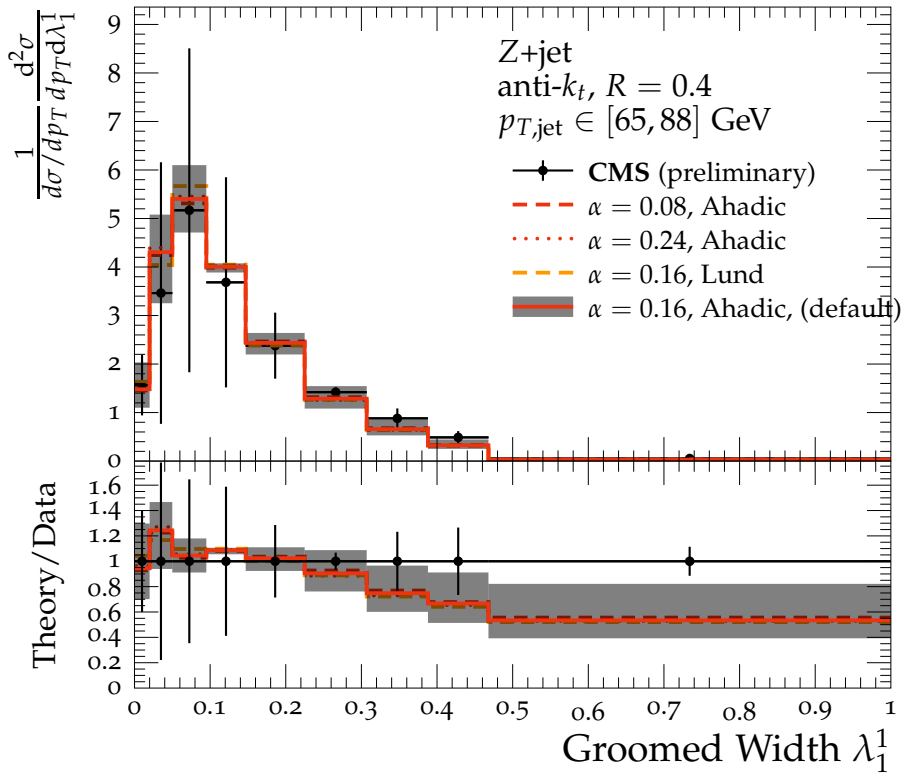 1/(dσ/dp_T) d²σ/(dp_T dλ¹₁)
9
8
7
6
5
4
3
2
1
0
Z+jet
anti-k_t, R = 0.4
p_{T,jet} ∈ [65, 88] GeV
CMS (preliminary)
α = 0.08, Ahadic
α = 0.24, Ahadic
α = 0.16, Lund
α = 0.16, Ahadic, (default)
Theory/Data
1.6
1.4
1.2
1
0.8
0.6
0.4
0.2
0
0 0.1 0.2 0.3 0.4 0.5 0.6 0.7 0.8 0.9 1
Groomed Width λ¹₁